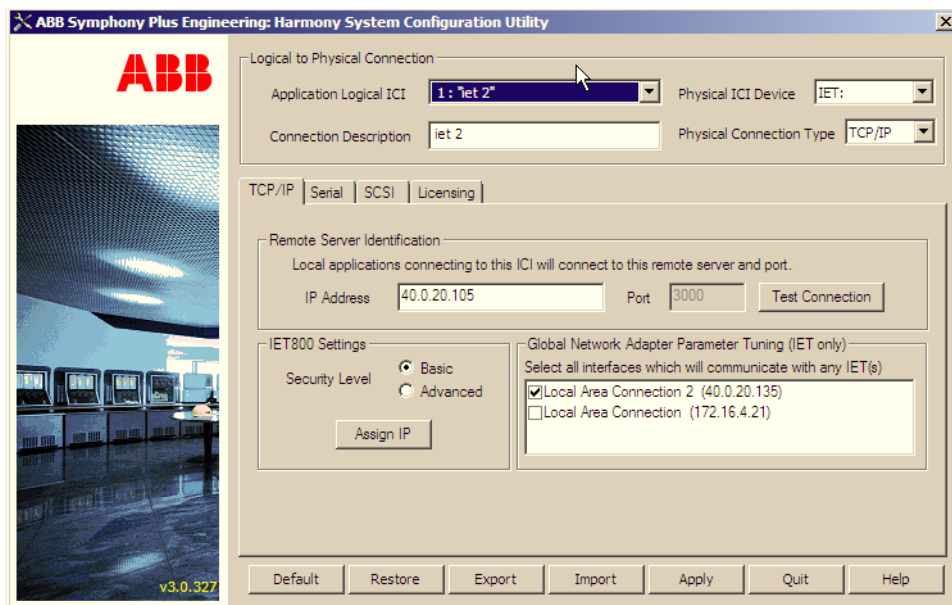 ABB Symphony Plus Engineering: Harmony System Configuration Utility
ABB
Logical to Physical Connection
Application Logical ICI 1 : "iet 2" Physical ICI Device IET:
Connection Description iet 2 Physical Connection Type TCP/IP
TCP/IP Serial SCSI Licensing
Remote Server Identification
Local applications connecting to this ICI will connect to this remote server and port.
IP Address 40.0.20.105 Port 3000 Test Connection
IET800 Settings
Security Level Basic
Advanced
Assign IP
Global Network Adapter Parameter Tuning (IET only)
Select all interfaces which will communicate with any IET(s)
Local Area Connection 2 (40.0.20.135)
Local Area Connection (172.16.4.21)
v3.0.327
Default Restore Export Import Apply Quit Help